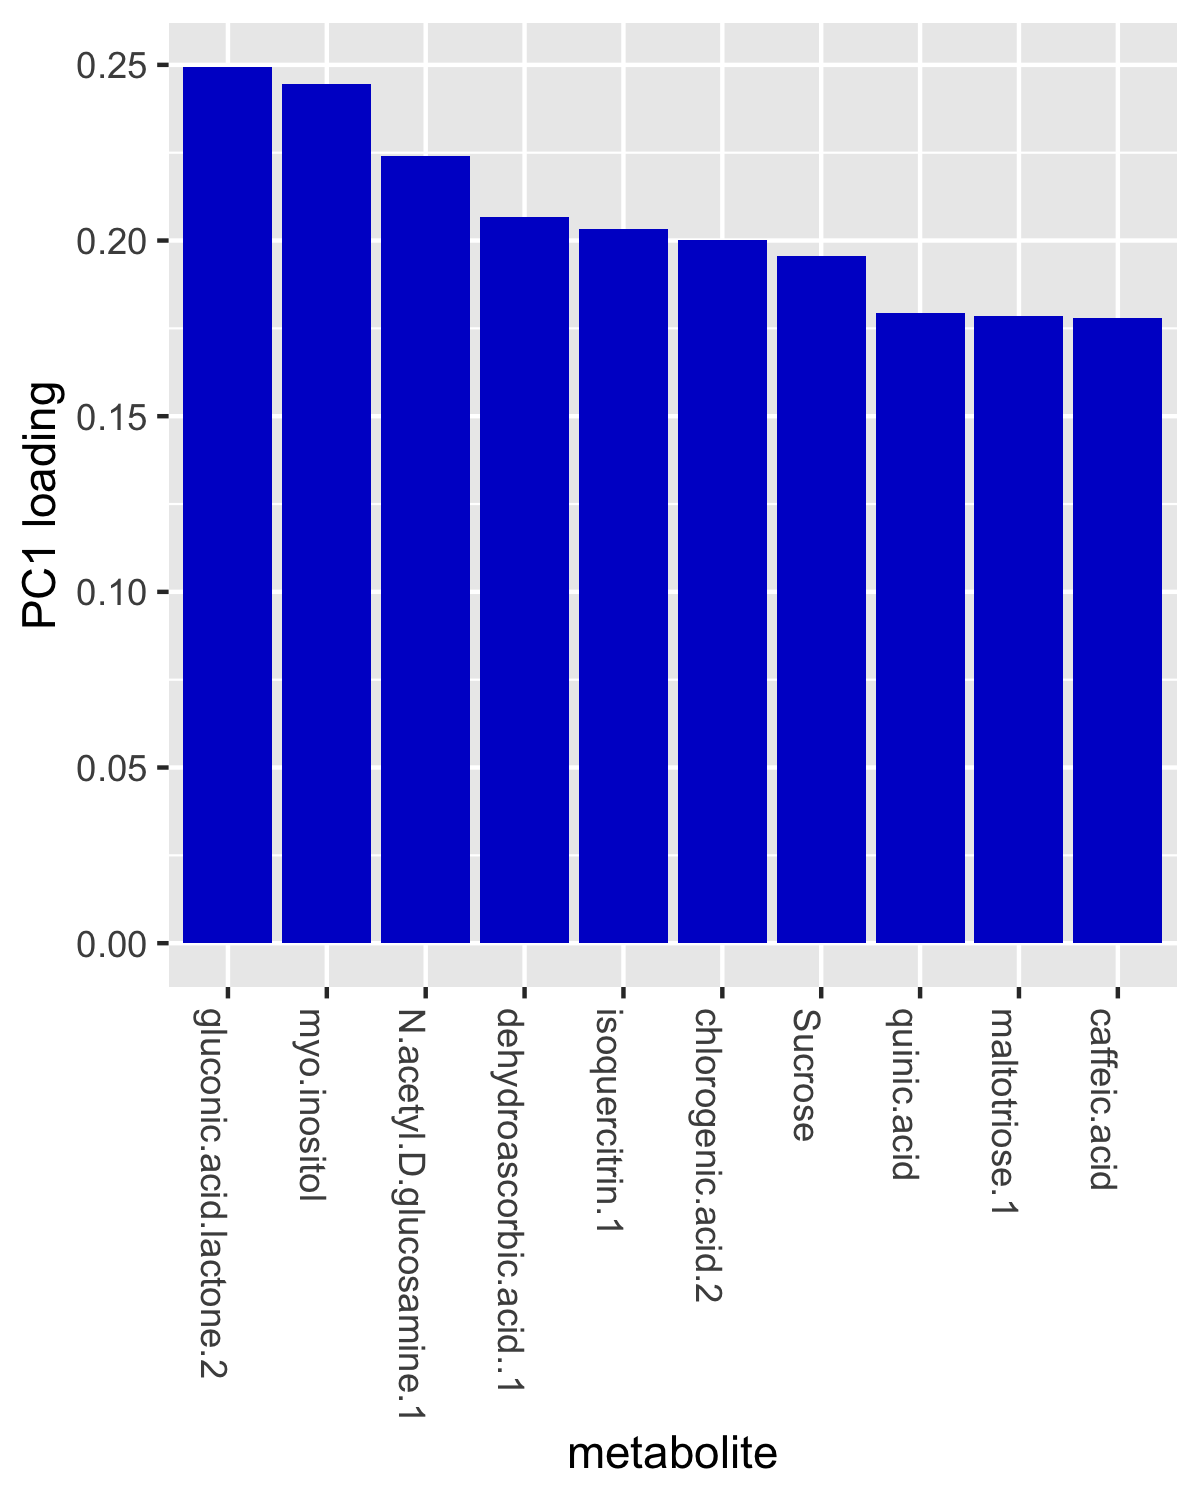 PC1 loading
0.25
0.20
0.15
0.10
0.05
0.00
gluconic.acid.lactone.2
myo.inositol
N.acetyl.D.glucosamine.1
dehydroascorbic.acid..1
isoquercitrin.1
chlorogenic.acid.2
Sucrose
quinic.acid
maltotriose.1
caffeic.acid
metabolite